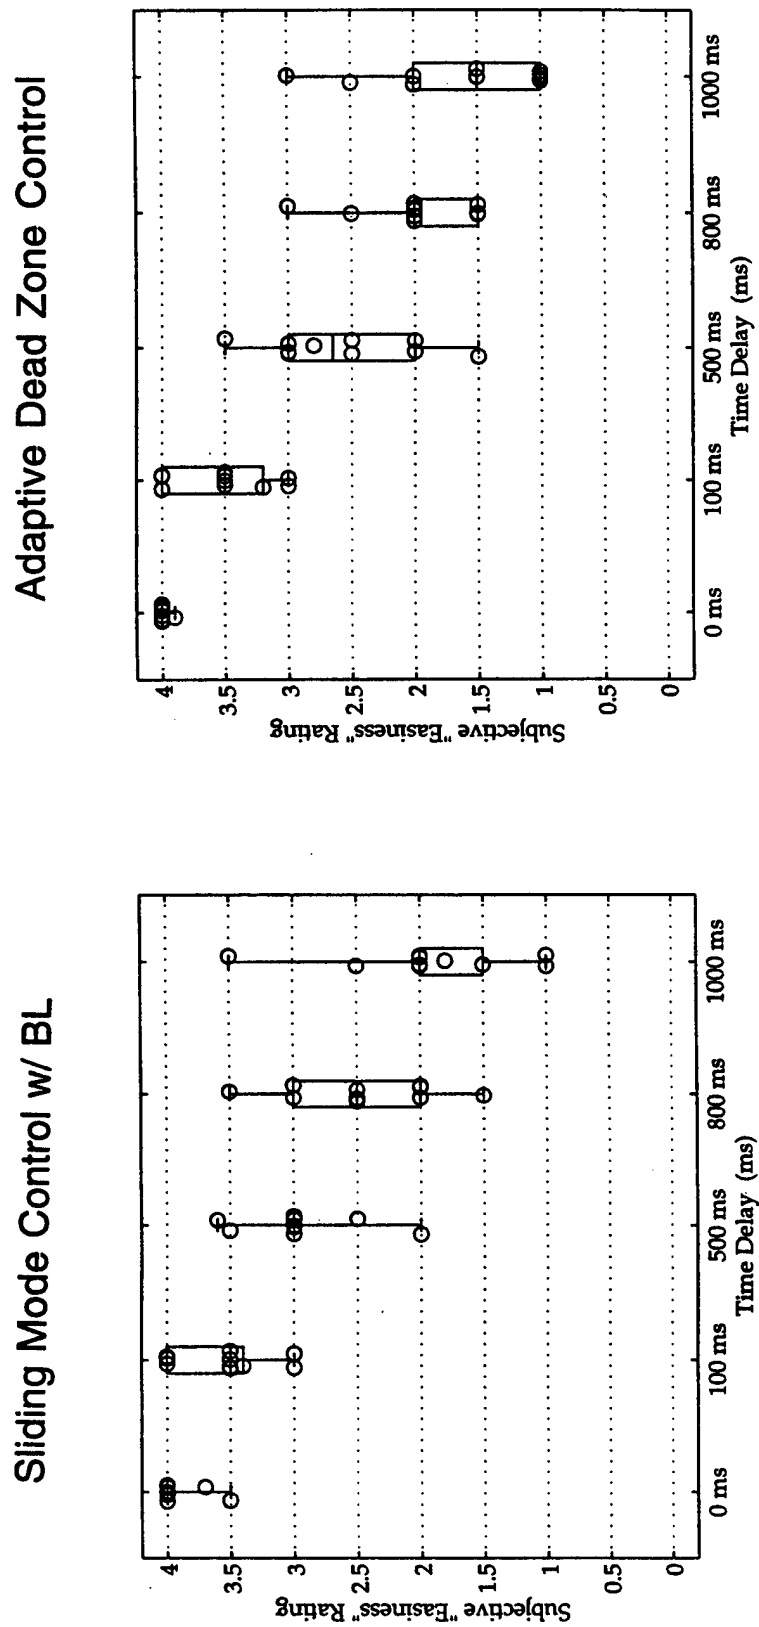 Sliding Mode Control w/ BL
Subjective "Easiness" Rating
4
3.5
3
2.5
2
1.5
1
0.5
0
0 ms
100 ms
500 ms
800 ms
1000 ms
Time Delay (ms)
Adaptive Dead Zone Control
Subjective "Easiness" Rating
4
3.5
3
2.5
2
1.5
1
0.5
0
0 ms
100 ms
500 ms
800 ms
1000 ms
Time Delay (ms)